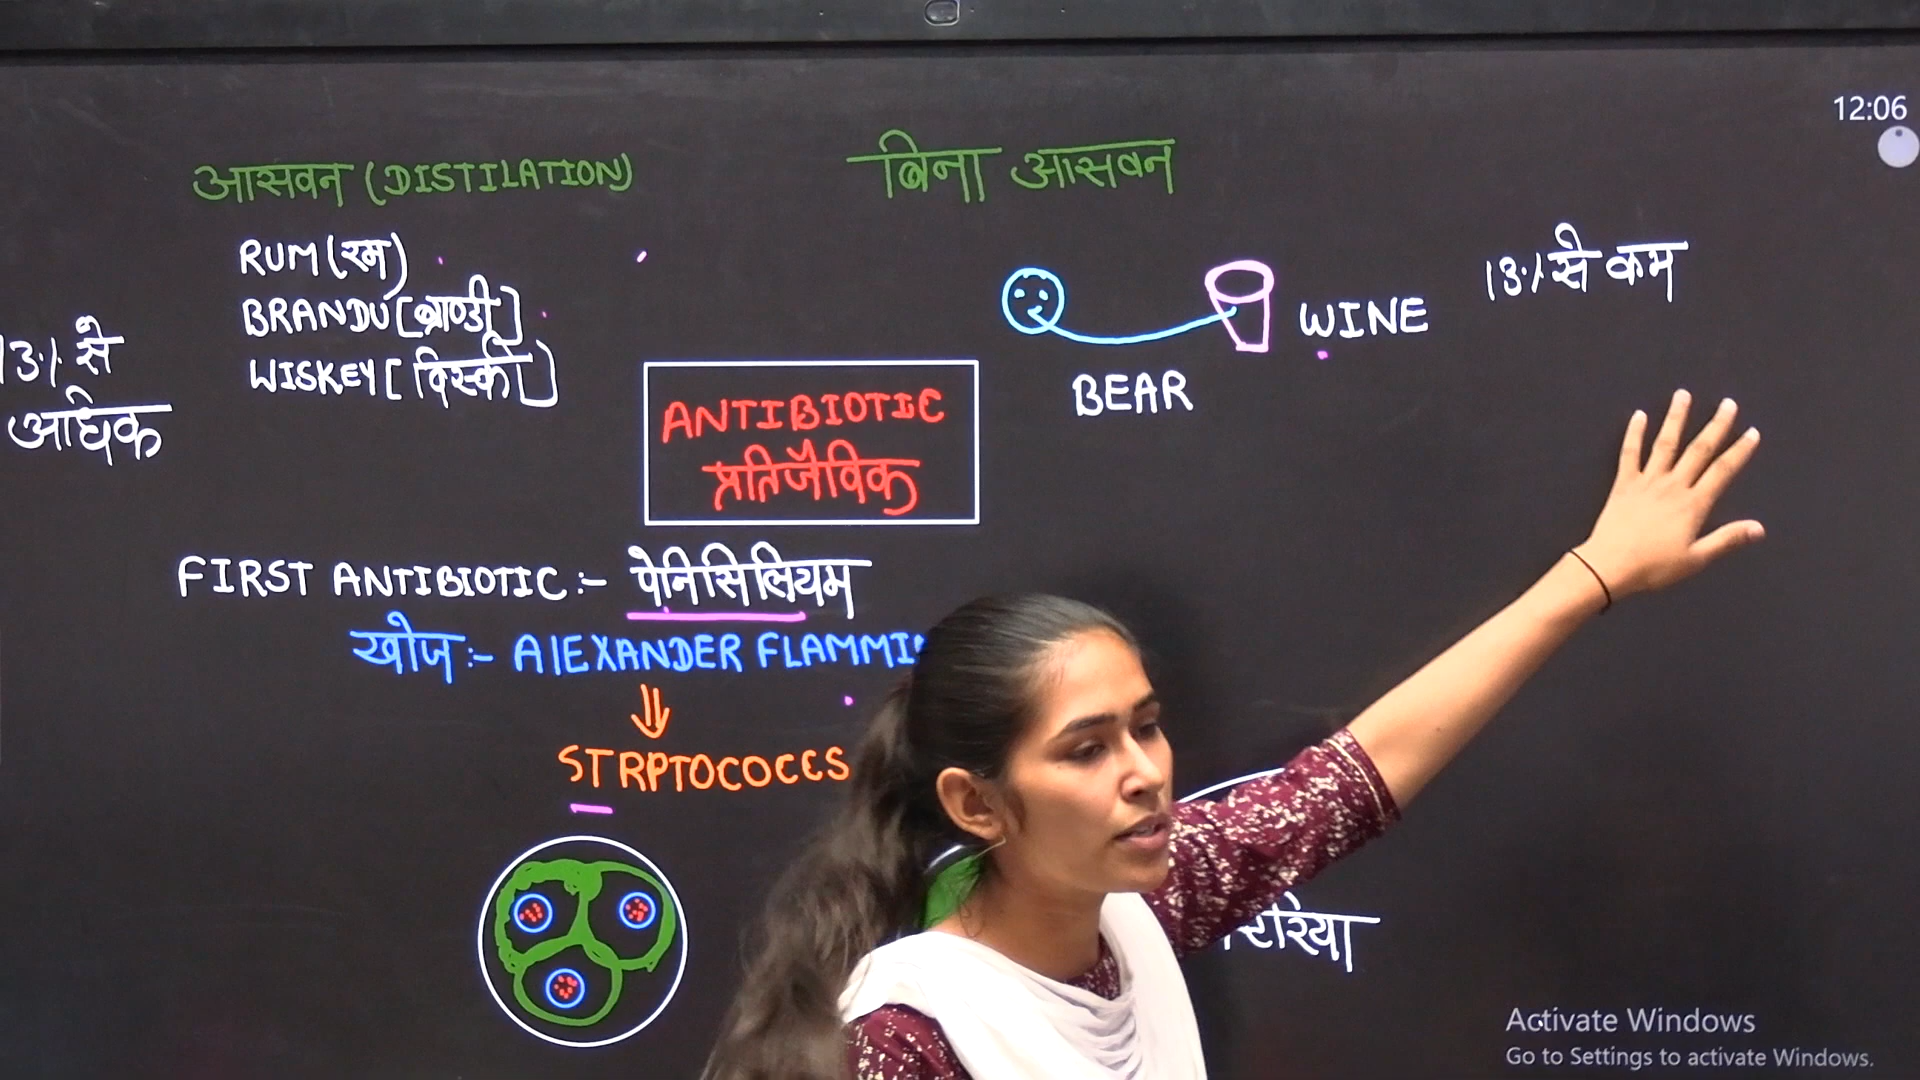 12:06
आसवन (DISTILATION)
बिना आसवन
RUM (रम)
BRANDY [ब्राण्डी]
WISKEY [विस्की]
13% से
अधिक
WINE
13% से कम
BEAR
ANTIBIOTIC
प्रतिजैविक
FIRST ANTIBIOTIC :- पेनिसिलियम
खोज :- AlEXANDER FLAMMI
STRPTOCOCCS
टीरिया
Activate Windows
Go to Settings to activate Windows.